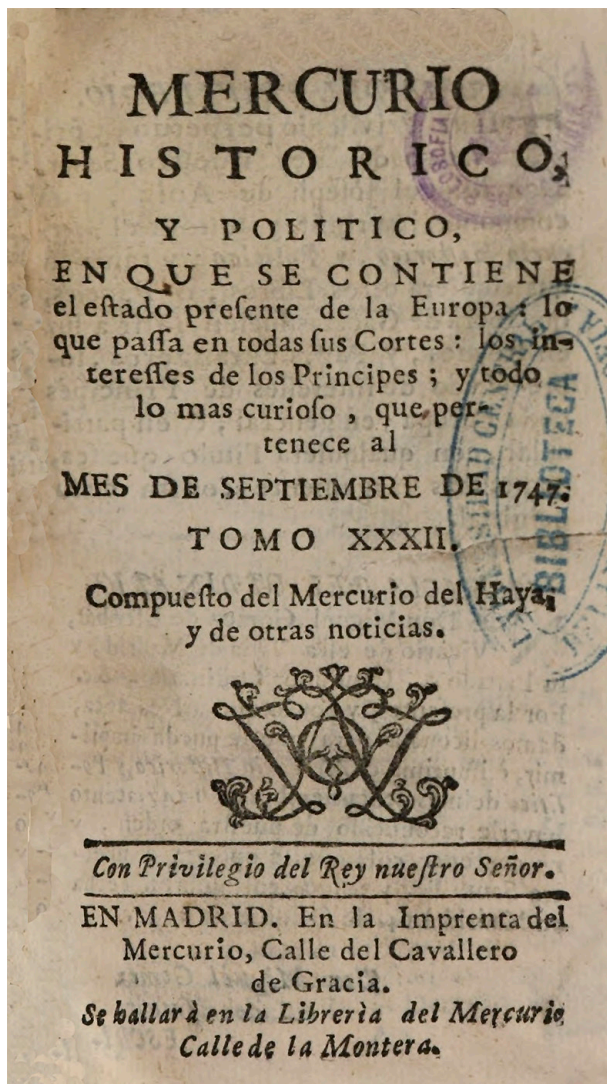 MERCURIO
HISTORICO,
Y POLITICO,
EN QUE SE CONTIENE
el eſtado preſente de la Europa: lo
que paſſa en todas ſus Cortes: los in-
tereſſes de los Principes; y todo
lo mas curioſo, que per-
tenece al
MES DE SEPTIEMBRE DE 1747.
TOMO XXXII.
Compueſto del Mercurio del Haya,
y de otras noticias.
Con Privilegio del Rey nueſtro Señor.
EN MADRID. En la Imprenta del
Mercurio, Calle del Cavallero
de Gracia.
Se hallarà en la Librerìa del Mercurio
Calle de la Montera.
BIBLIOTECA